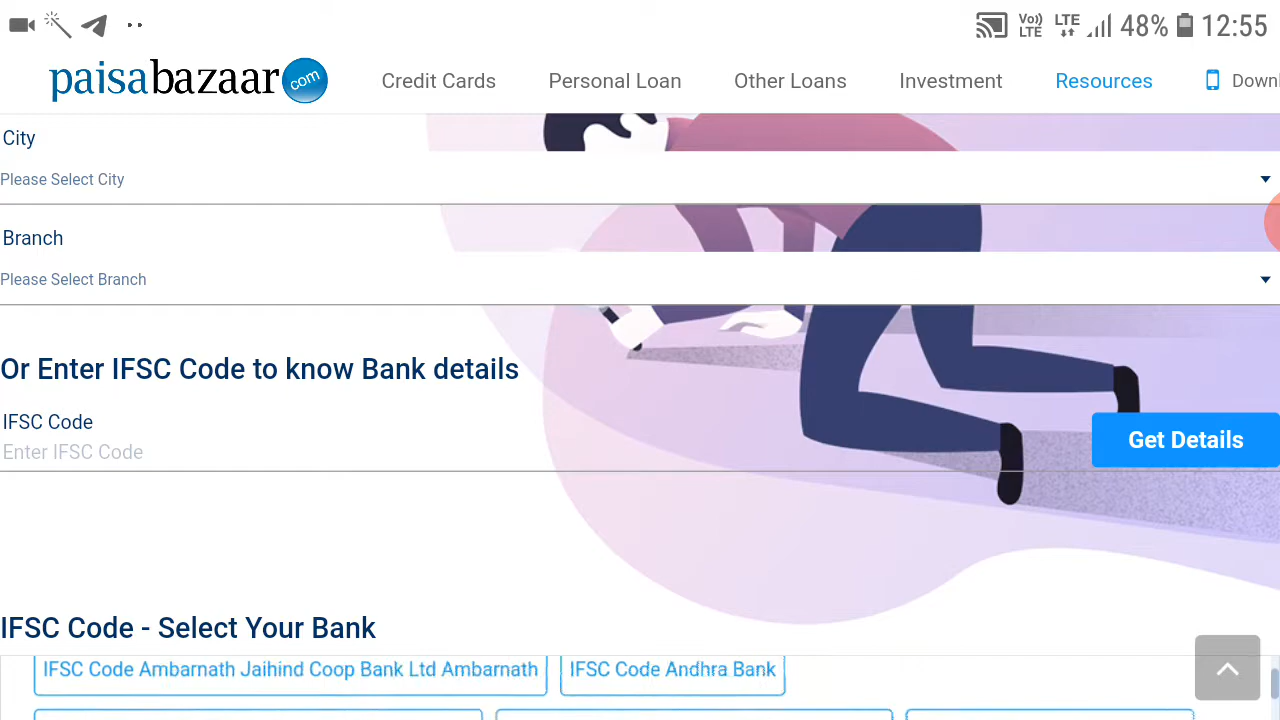 Vo)) LTE LTE 48% 12:55
paisabazaar com Credit Cards Personal Loan Other Loans Investment Resources Downl
City
Please Select City
Branch
Please Select Branch
Or Enter IFSC Code to know Bank details
IFSC Code
Enter IFSC Code
Get Details
IFSC Code - Select Your Bank
IFSC Code Ambarnath Jaihind Coop Bank Ltd Ambarnath IFSC Code Andhra Bank